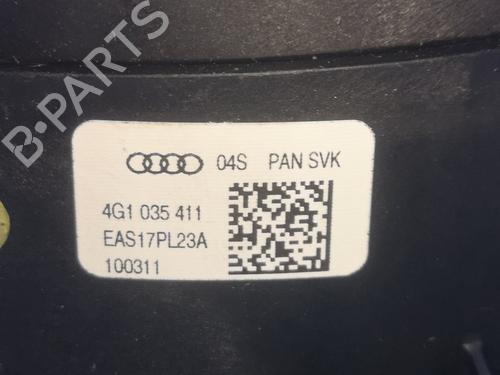 B-PARTS
04S PAN SVK
4G1 035 411
EAS17PL23A
100311